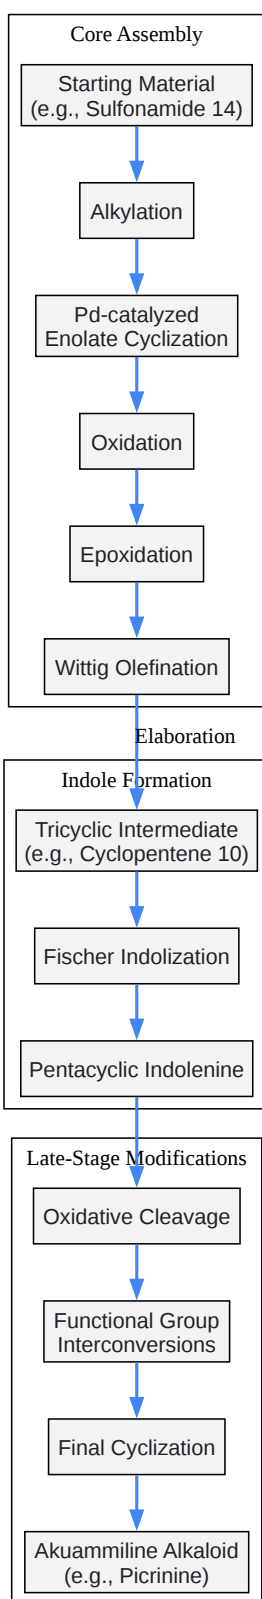 Core Assembly
Starting Material
(e.g., Sulfonamide 14)
Alkylation
Pd-catalyzed
Enolate Cyclization
Oxidation
Epoxidation
Wittig Olefination
Elaboration
Indole Formation
Tricyclic Intermediate
(e.g., Cyclopentene 10)
Fischer Indolization
Pentacyclic Indolenine
Late-Stage Modifications
Oxidative Cleavage
Functional Group
Interconversions
Final Cyclization
Akuammiline Alkaloid
(e.g., Picrinine)